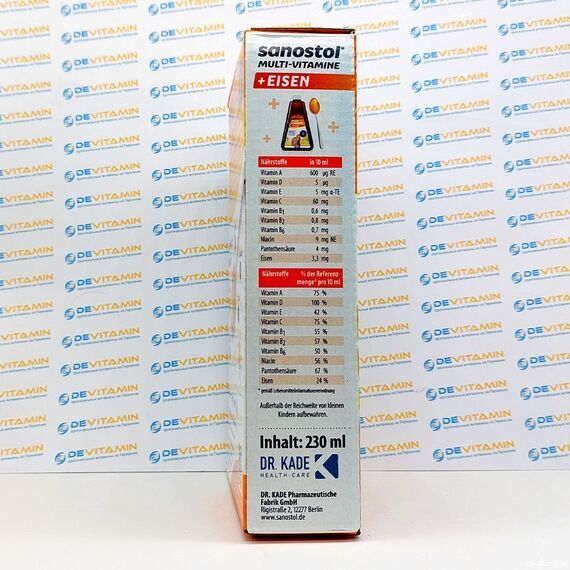 sanostol®
MULTI-VITAMINE
+ EISEN
Nährstoffe in 10 ml
Vitamin A 600 µg RE
Vitamin D 5 µg
Vitamin E 5 mg α-TE
Vitamin C 60 mg
Vitamin B1 0,6 mg
Vitamin B2 0,8 mg
Vitamin B6 0,7 mg
Niacin 9 mg NE
Pantothensäure 4 mg
Eisen 3,3 mg
Nährstoffe % der Referenz-
menge* pro 10 ml
Vitamin A 75 %
Vitamin D 100 %
Vitamin E 42 %
Vitamin C 75 %
Vitamin B1 55 %
Vitamin B2 57 %
Vitamin B6 50 %
Niacin 56 %
Pantothensäure 67 %
Eisen 24 %
* gemäß Lebensmittelinformationsverordnung
Außerhalb der Reichweite von kleinen
Kindern aufbewahren.
Inhalt: 230 ml
DR. KADE
HEALTH-CARE
DR. KADE Pharmazeutische
Fabrik GmbH
Rigistraße 2, 12277 Berlin
www.sanostol.de
DEVITAMIN